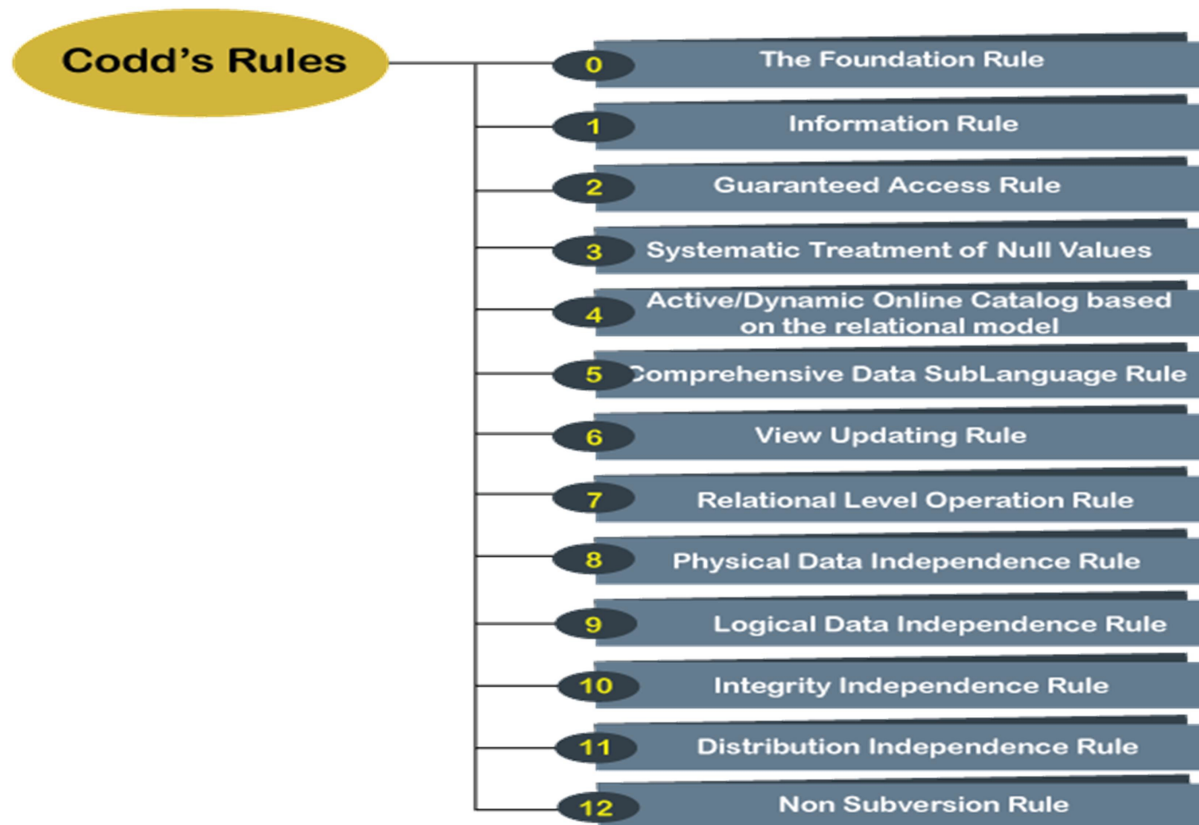 Codd's Rules
0 The Foundation Rule
1 Information Rule
2 Guaranteed Access Rule
3 Systematic Treatment of Null Values
4 Active/Dynamic Online Catalog based
on the relational model
5 Comprehensive Data SubLanguage Rule
6 View Updating Rule
7 Relational Level Operation Rule
8 Physical Data Independence Rule
9 Logical Data Independence Rule
10 Integrity Independence Rule
11 Distribution Independence Rule
12 Non Subversion Rule